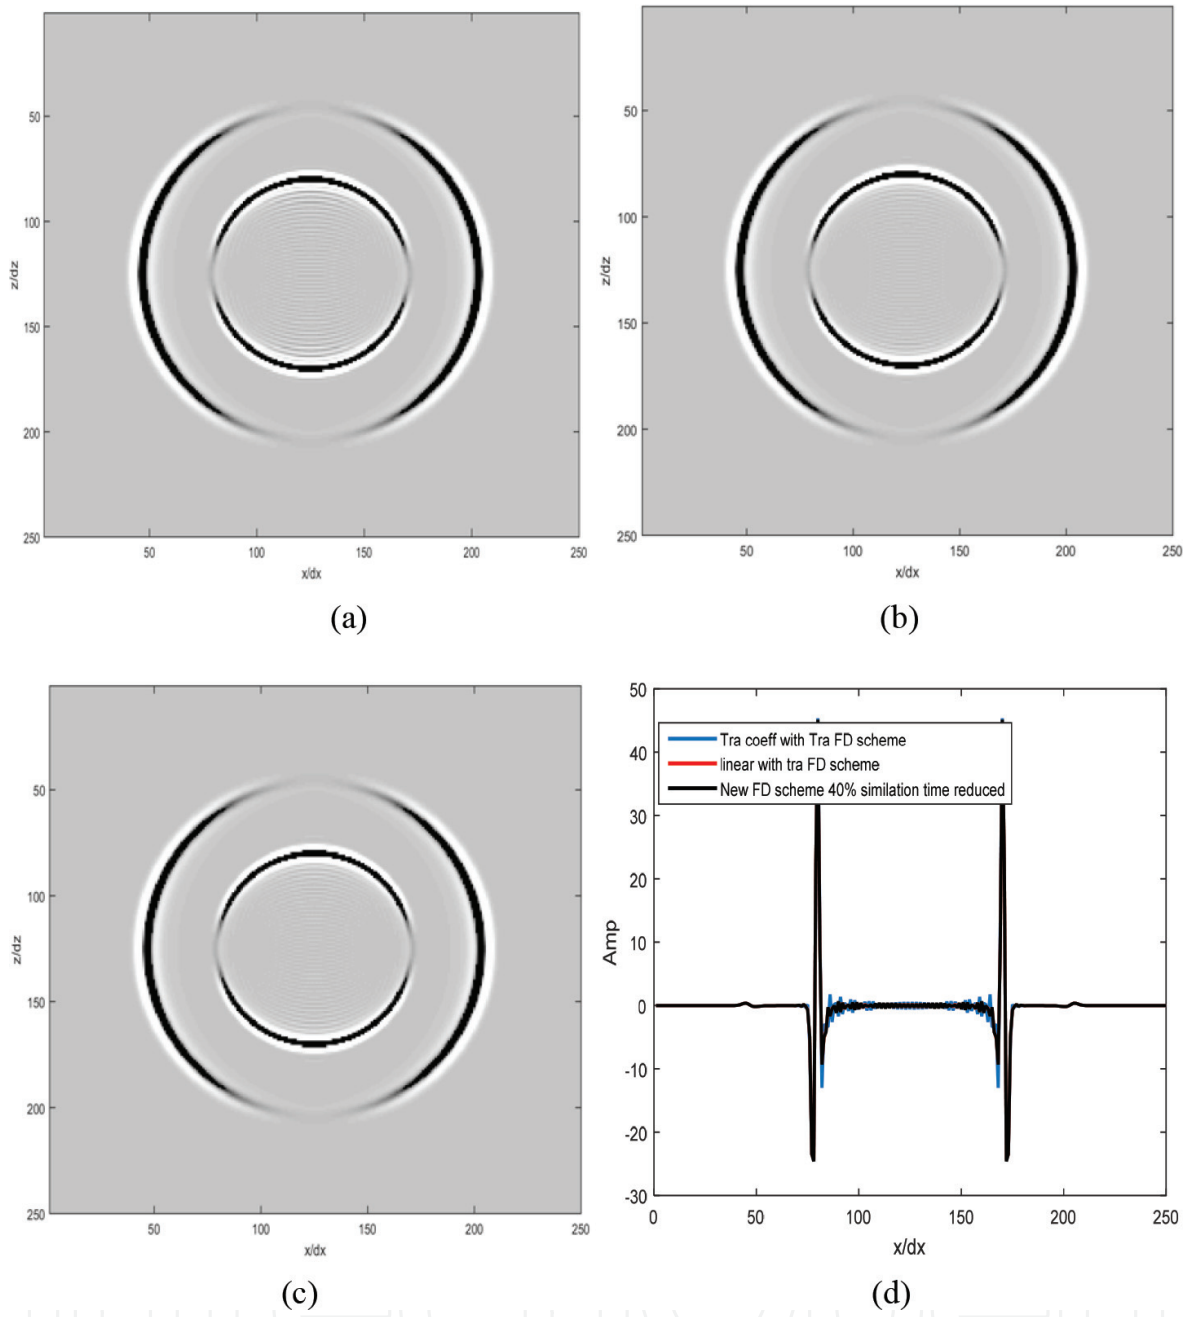 50
100
z/dz
150
200
250
50 100 150 200 250
x/dx
(a)
50
100
z/dz
150
200
250
50 100 150 200 250
x/dx
(b)
50
100
z/dz
150
200
250
50 100 150 200 250
x/dx
(c)
50
Tra coeff with Tra FD scheme
40
linear with tra FD scheme
New FD scheme 40% similation time reduced
30
20
10
Amp
0
-10
-20
-30
0 50 100 150 200 250
x/dx
(d)